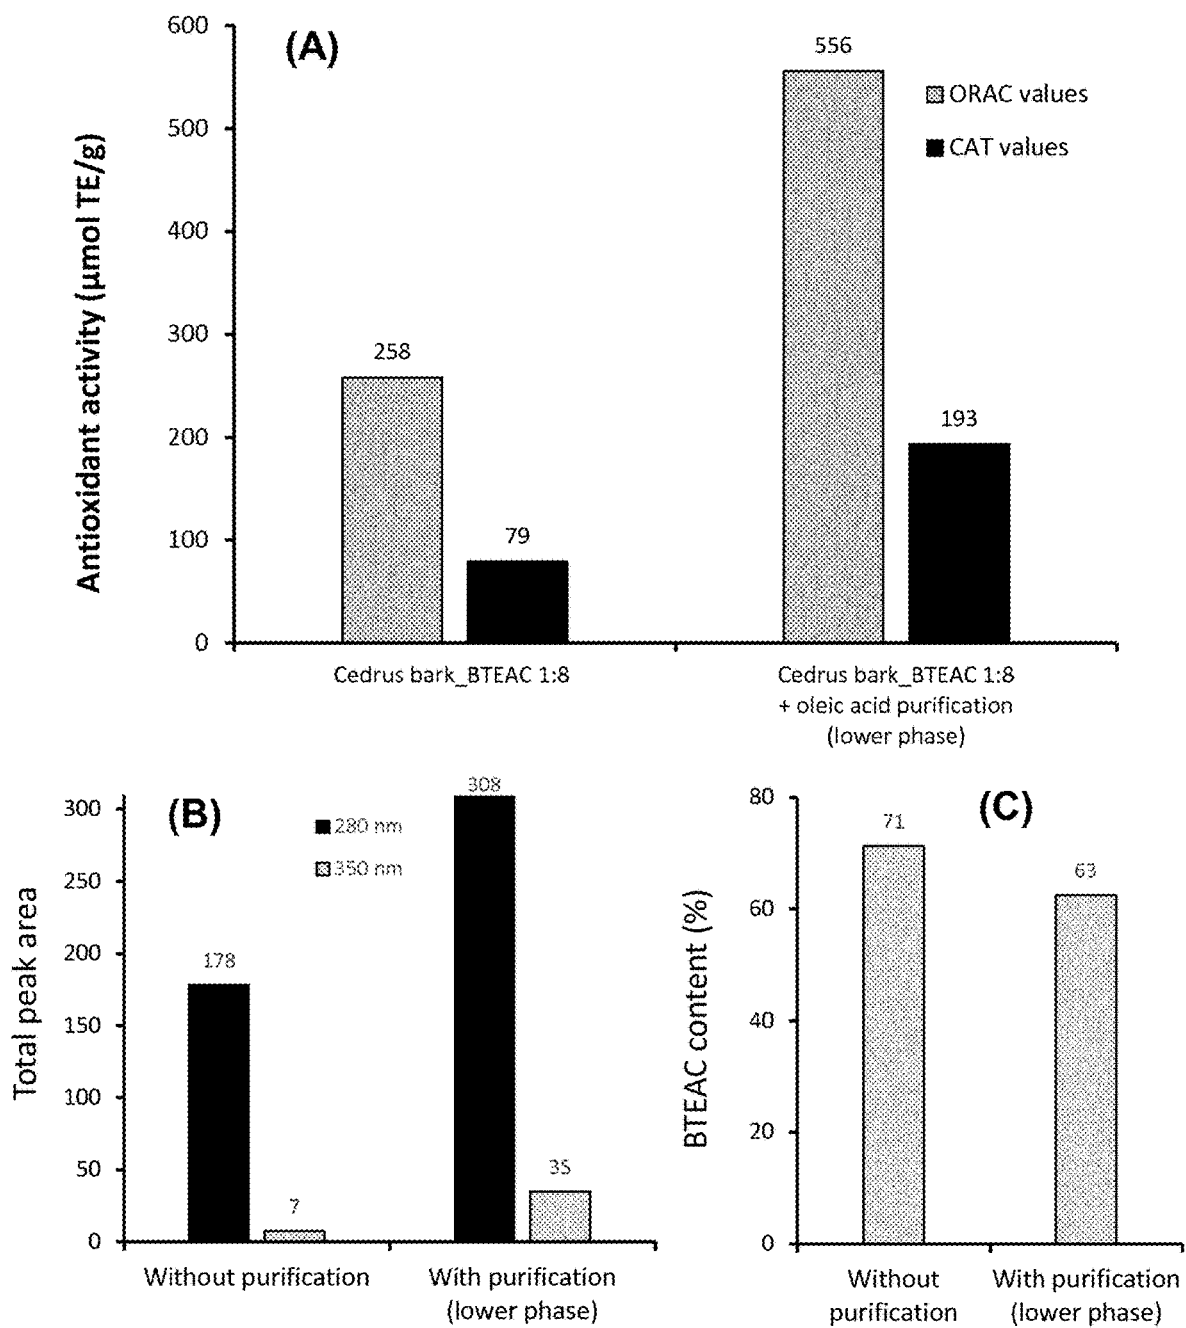 (A)
Antioxidant activity (µmol TE/g)
600
500
400
300
200
100
0
258
79
556
193
ORAC values
CAT values
Cedrus bark_BTEAC 1:8
Cedrus bark_BTEAC 1:8
+ oleic acid purification
(lower phase)
(B)
Total peak area
300
250
200
150
100
50
0
280 nm
350 nm
178
7
308
35
Without purification
With purification
(lower phase)
(C)
BTEAC content (%)
80
60
40
20
0
71
63
Without
purification
With purification
(lower phase)